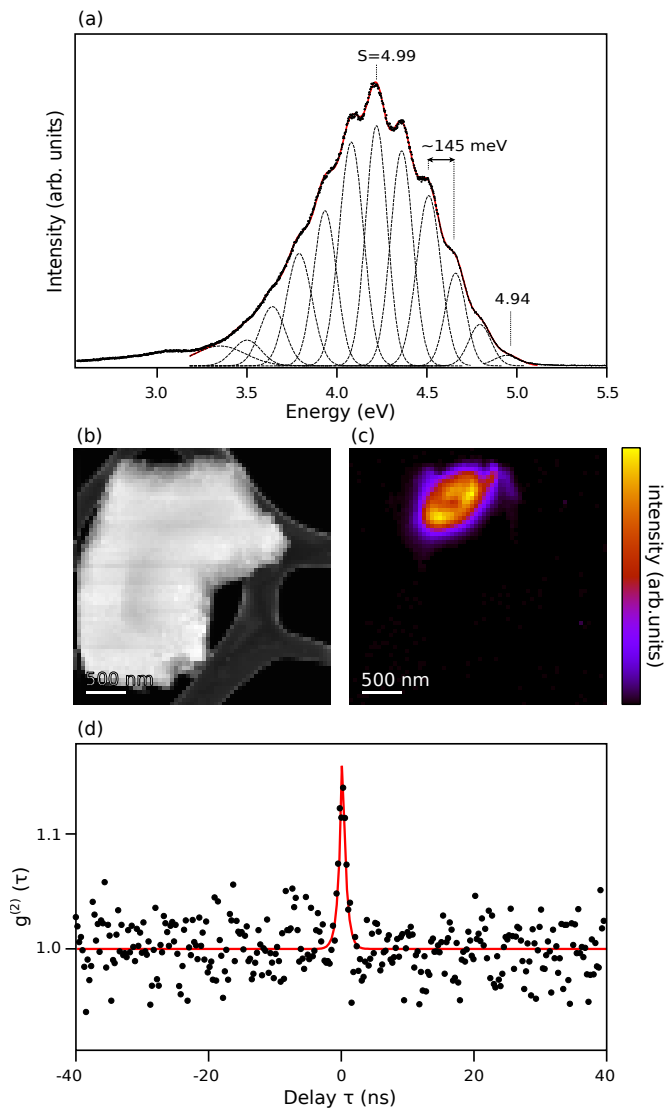 (a)
S=4.99
~145 meV
4.94
Intensity (arb. units)
3.0 3.5 4.0 4.5 5.0 5.5
Energy (eV)
(b) (c)
500 nm 500 nm
intensity (arb.units)
(d)
1.1
1.0
g⁽²⁾ (τ)
-40 -20 0 20 40
Delay τ (ns)